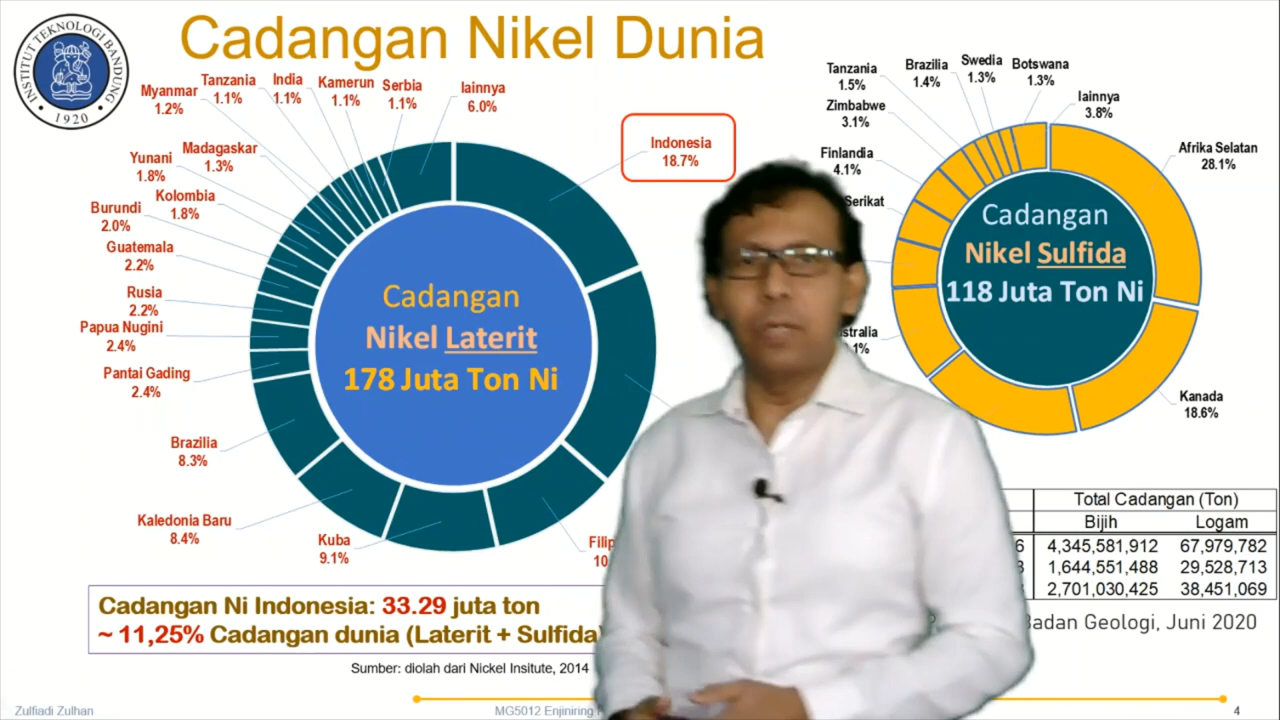 INSTITUT TEKNOLOGI BANDUNG
1920
Cadangan Nikel Dunia
Tanzania
1.1%
India
1.1%
Kamerun
1.1%
Serbia
1.1%
lainnya
6.0%
Myanmar
1.2%
Madagaskar
1.3%
Yunani
1.8%
Kolombia
1.8%
Burundi
2.0%
Guatemala
2.2%
Rusia
2.2%
Papua Nugini
2.4%
Pantai Gading
2.4%
Brazilia
8.3%
Kaledonia Baru
8.4%
Kuba
9.1%
Indonesia
18.7%
Cadangan
Nikel Laterit
178 Juta Ton Ni
Tanzania
1.5%
Brazilia
1.4%
Swedia
1.3%
Botswana
1.3%
lainnya
3.8%
Zimbabwe
3.1%
Finlandia
4.1%
Serikat
Afrika Selatan
28.1%
Kanada
18.6%
Cadangan
Nikel Sulfida
118 Juta Ton Ni
Total Cadangan (Ton)
Bijih Logam
4,345,581,912 67,979,782
1,644,551,488 29,528,713
2,701,030,425 38,451,069
Badan Geologi, Juni 2020
Cadangan Ni Indonesia: 33.29 juta ton
~ 11,25% Cadangan dunia (Laterit + Sulfida)
Sumber: diolah dari Nickel Insitute, 2014
Zulfiadi Zulhan
MG5012 Enjiniring
4